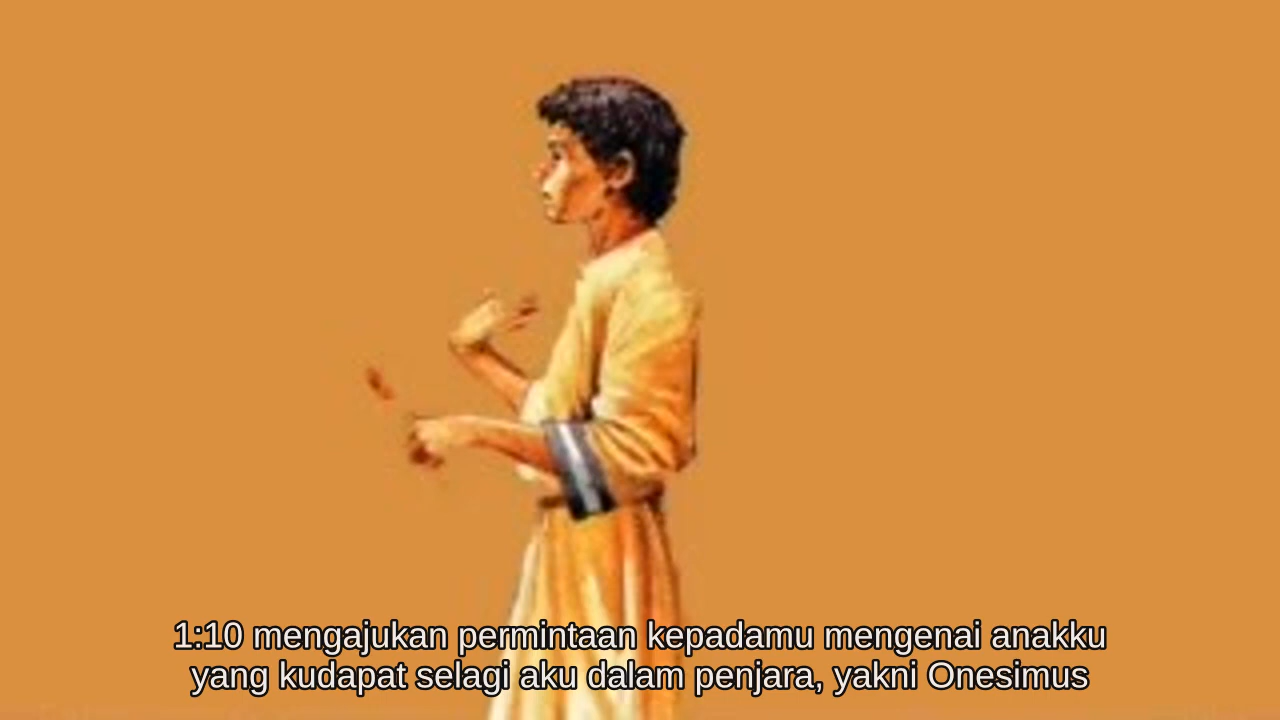 1:10 mengajukan permintaan kepadamu mengenai anakku
yang kudapat selagi aku dalam penjara, yakni Onesimus